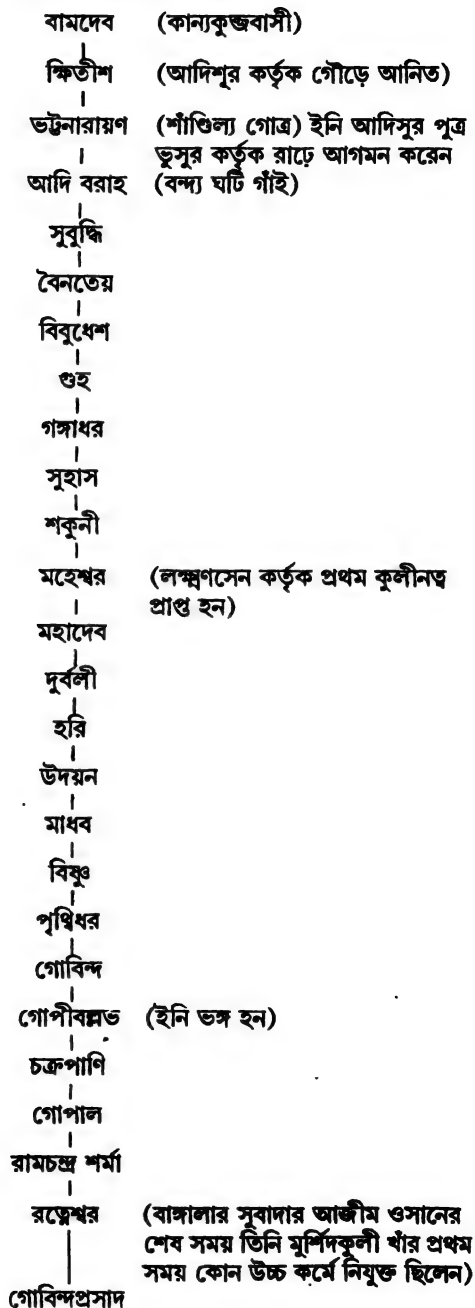 বামদেব (কান্যকুব্জবাসী)
ক্ষিতীশ (আদিশূর কর্তৃক গৌড়ে আনিত)
ভট্টনারায়ণ (শাণ্ডিল্য গোত্র) ইনি আদিসুর পুত্র
ভুসুর কর্তৃক রাঢ়ে আগমন করেন
আদি বরাহ (বন্দ্য ঘটি গাঁই)
সুবুদ্ধি
বৈনতেয়
বিবুধেশ
গুহ
গঙ্গাধর
সুহাস
শকুনী
মহেশ্বর (লক্ষ্মণসেন কর্তৃক প্রথম কুলীনত্ব
প্রাপ্ত হন)
মহাদেব
দুর্বলী
হরি
উদয়ন
মাধব
বিষ্ণু
পৃথ্বিধর
গোবিন্দ
গোপীবল্লভ (ইনি ভঙ্গ হন)
চক্রপাণি
গোপাল
রামচন্দ্র শর্মা
রত্নেশ্বর (বাঙ্গালার সুবাদার আজীম ওসানের
শেষ সময় তিনি মুর্শিদকুলী খাঁর প্রথম
সময় কোন উচ্চ কর্মে নিযুক্ত ছিলেন)
গোবিন্দপ্রসাদ